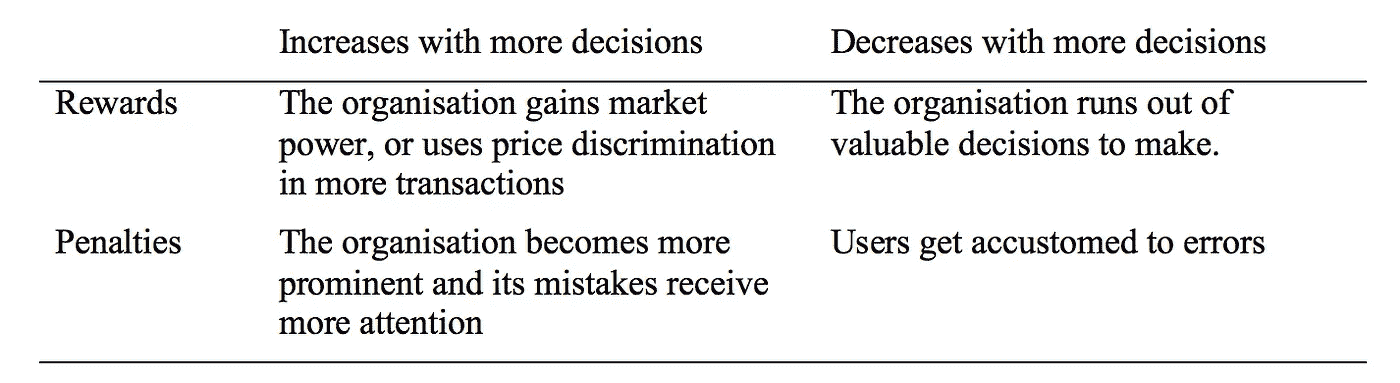 Increases with more decisions
Decreases with more decisions
Rewards
The organisation gains market
power, or uses price discrimination
in more transactions
The organisation runs out of
valuable decisions to make.
Penalties
The organisation becomes more
prominent and its mistakes receive
more attention
Users get accustomed to errors